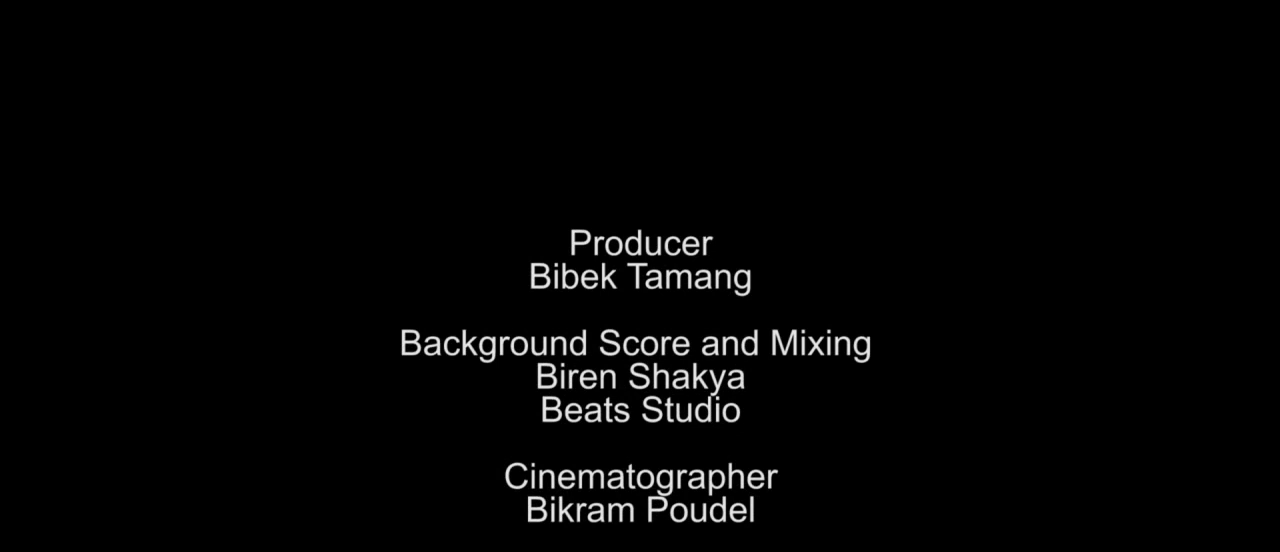 Producer
Bibek Tamang
Background Score and Mixing
Biren Shakya
Beats Studio
Cinematographer
Bikram Poudel